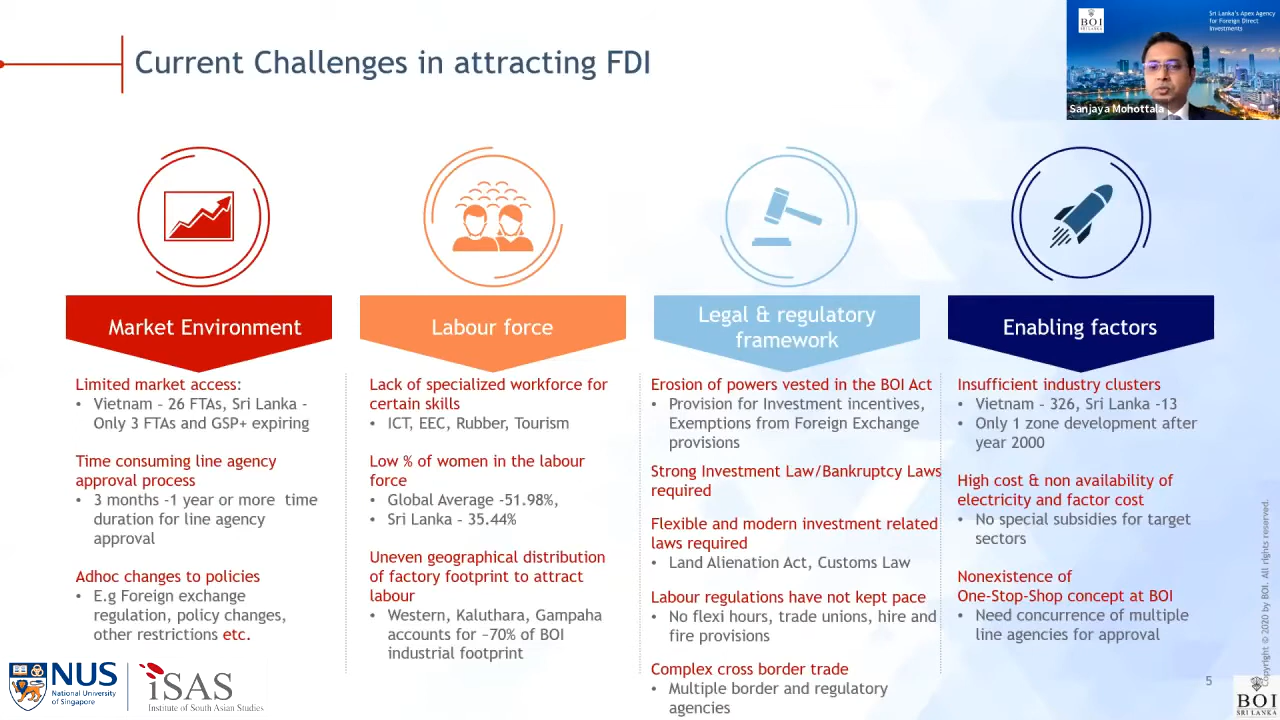 Current Challenges in attracting FDI
BOI
SRI LANKA
Sri Lanka's Apex Agency
for Foreign Direct
Investments
Sanjaya Mohottala
Market Environment
Limited market access:
• Vietnam – 26 FTAs, Sri Lanka -
Only 3 FTAs and GSP+ expiring
Time consuming line agency
approval process
• 3 months -1 year or more time
duration for line agency
approval
Adhoc changes to policies
• E.g Foreign exchange
regulation, policy changes,
other restrictions etc.
Labour force
Lack of specialized workforce for
certain skills
• ICT, EEC, Rubber, Tourism
Low % of women in the labour
force
• Global Average -51.98%,
• Sri Lanka – 35.44%
Uneven geographical distribution
of factory footprint to attract
labour
• Western, Kaluthara, Gampaha
accounts for ~70% of BOI
industrial footprint
Legal & regulatory
framework
Erosion of powers vested in the BOI Act
• Provision for Investment incentives,
Exemptions from Foreign Exchange
provisions
Strong Investment Law/Bankruptcy Laws
required
Flexible and modern investment related
laws required
• Land Alienation Act, Customs Law
Labour regulations have not kept pace
• No flexi hours, trade unions, hire and
fire provisions
Complex cross border trade
• Multiple border and regulatory
agencies
Enabling factors
Insufficient industry clusters
• Vietnam – 326, Sri Lanka -13
• Only 1 zone development after
year 2000
High cost & non availability of
electricity and factor cost
• No special subsidies for target
sectors
Nonexistence of
One-Stop-Shop concept at BOI
• Need concurrence of multiple
line agencies for approval
Copyright © 2020 by BOI. All rights reserved.
5
NUS
National University
of Singapore
iSAS
Institute of South Asian Studies
BOI
SRI LANKA